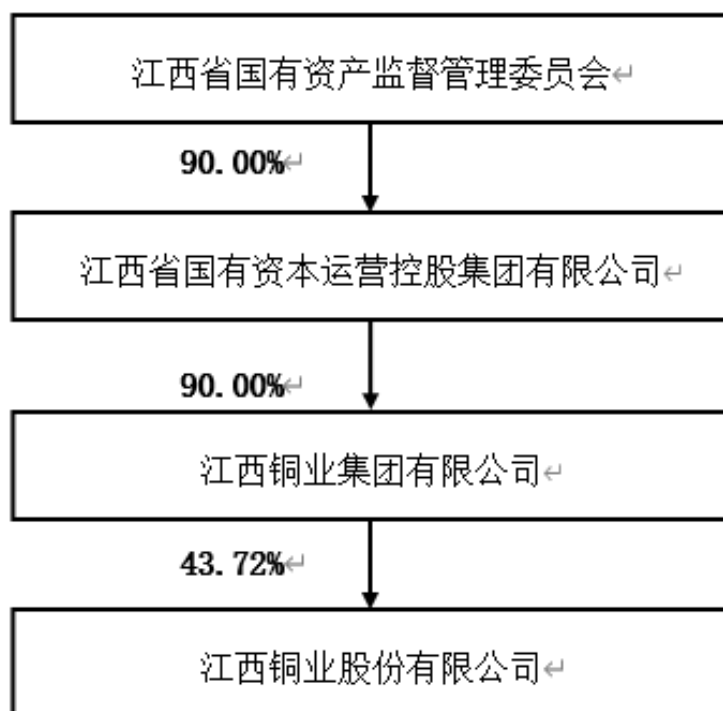 江西省国有资产监督管理委员会↵
90.00%↵
江西省国有资本运营控股集团有限公司↵
90.00%↵
江西铜业集团有限公司↵
43.72%↵
江西铜业股份有限公司↵